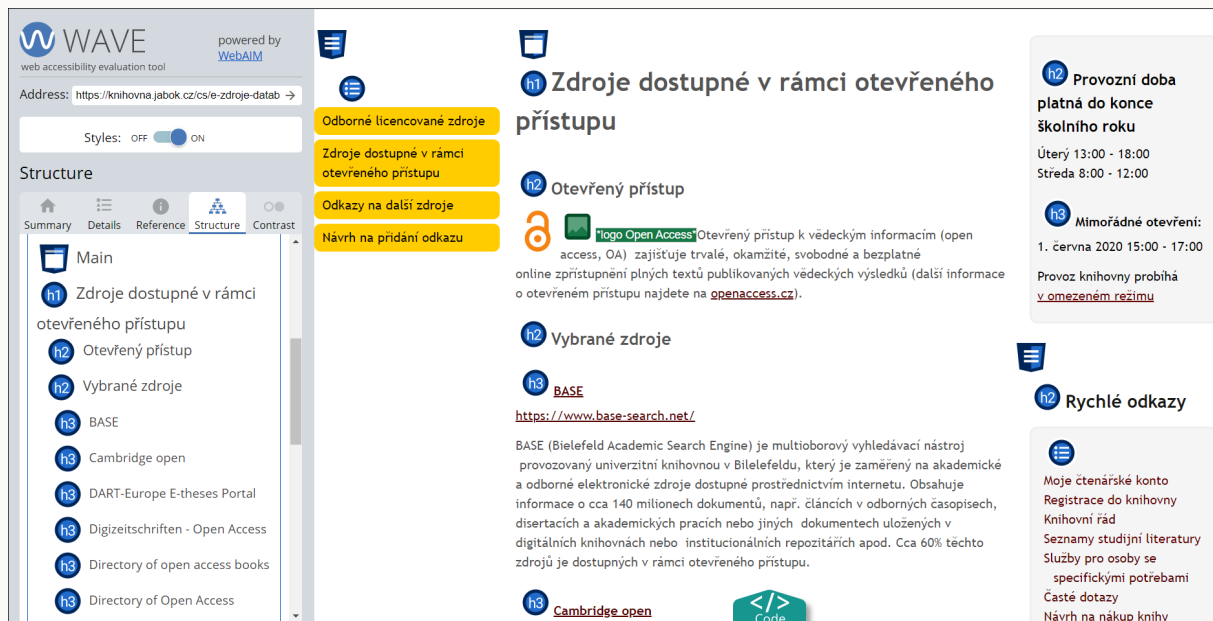 WAVE
powered by
WebAIM
web accessibility evaluation tool
Address: https://knihovna.jabok.cz/cs/e-zdroje-datab
Styles: OFF ON
Structure
Summary Details Reference Structure Contrast
Main
h1 Zdroje dostupné v rámci
otevřeného přístupu
h2 Otevřený přístup
h2 Vybrané zdroje
h3 BASE
h3 Cambridge open
h3 DART-Europe E-theses Portal
h3 Digizeitschriften - Open Access
h3 Directory of open access books
h3 Directory of Open Access
Odborné licencované zdroje
Zdroje dostupné v rámci
otevřeného přístupu
Odkazy na další zdroje
Návrh na přidání odkazu
h1 Zdroje dostupné v rámci otevřeného
přístupu
h2 Otevřený přístup
*logo Open Access* Otevřený přístup k vědeckým informacím (open
access, OA) zajišťuje trvalé, okamžité, svobodné a bezplatné
online zpřístupnění plných textů publikovaných vědeckých výsledků (další informace
o otevřeném přístupu najdete na openaccess.cz).
h2 Vybrané zdroje
h3 BASE
https://www.base-search.net/
BASE (Bielefeld Academic Search Engine) je multioborový vyhledávací nástroj
provozovaný univerzitní knihovnou v Bilelefeldu, který je zaměřený na akademické
a odborné elektronické zdroje dostupné prostřednictvím internetu. Obsahuje
informace o cca 140 milionech dokumentů, např. článcích v odborných časopisech,
disertacích a akademických pracích nebo jiných dokumentech uložených v
digitálních knihovnách nebo institucionálních repozitářích apod. Cca 60% těchto
zdrojů je dostupných v rámci otevřeného přístupu.
h3 Cambridge open
</>
Code
h2 Provozní doba
platná do konce
školního roku
Úterý 13:00 - 18:00
Středa 8:00 - 12:00
h3 Mimořádné otevření:
1. června 2020 15:00 - 17:00
Provoz knihovny probíhá
v omezeném režimu
h2 Rychlé odkazy
Moje čtenářské konto
Registrace do knihovny
Knihovní řád
Seznamy studijní literatury
Služby pro osoby se
specifickými potřebami
Časté dotazy
Návrh na nákup knihy